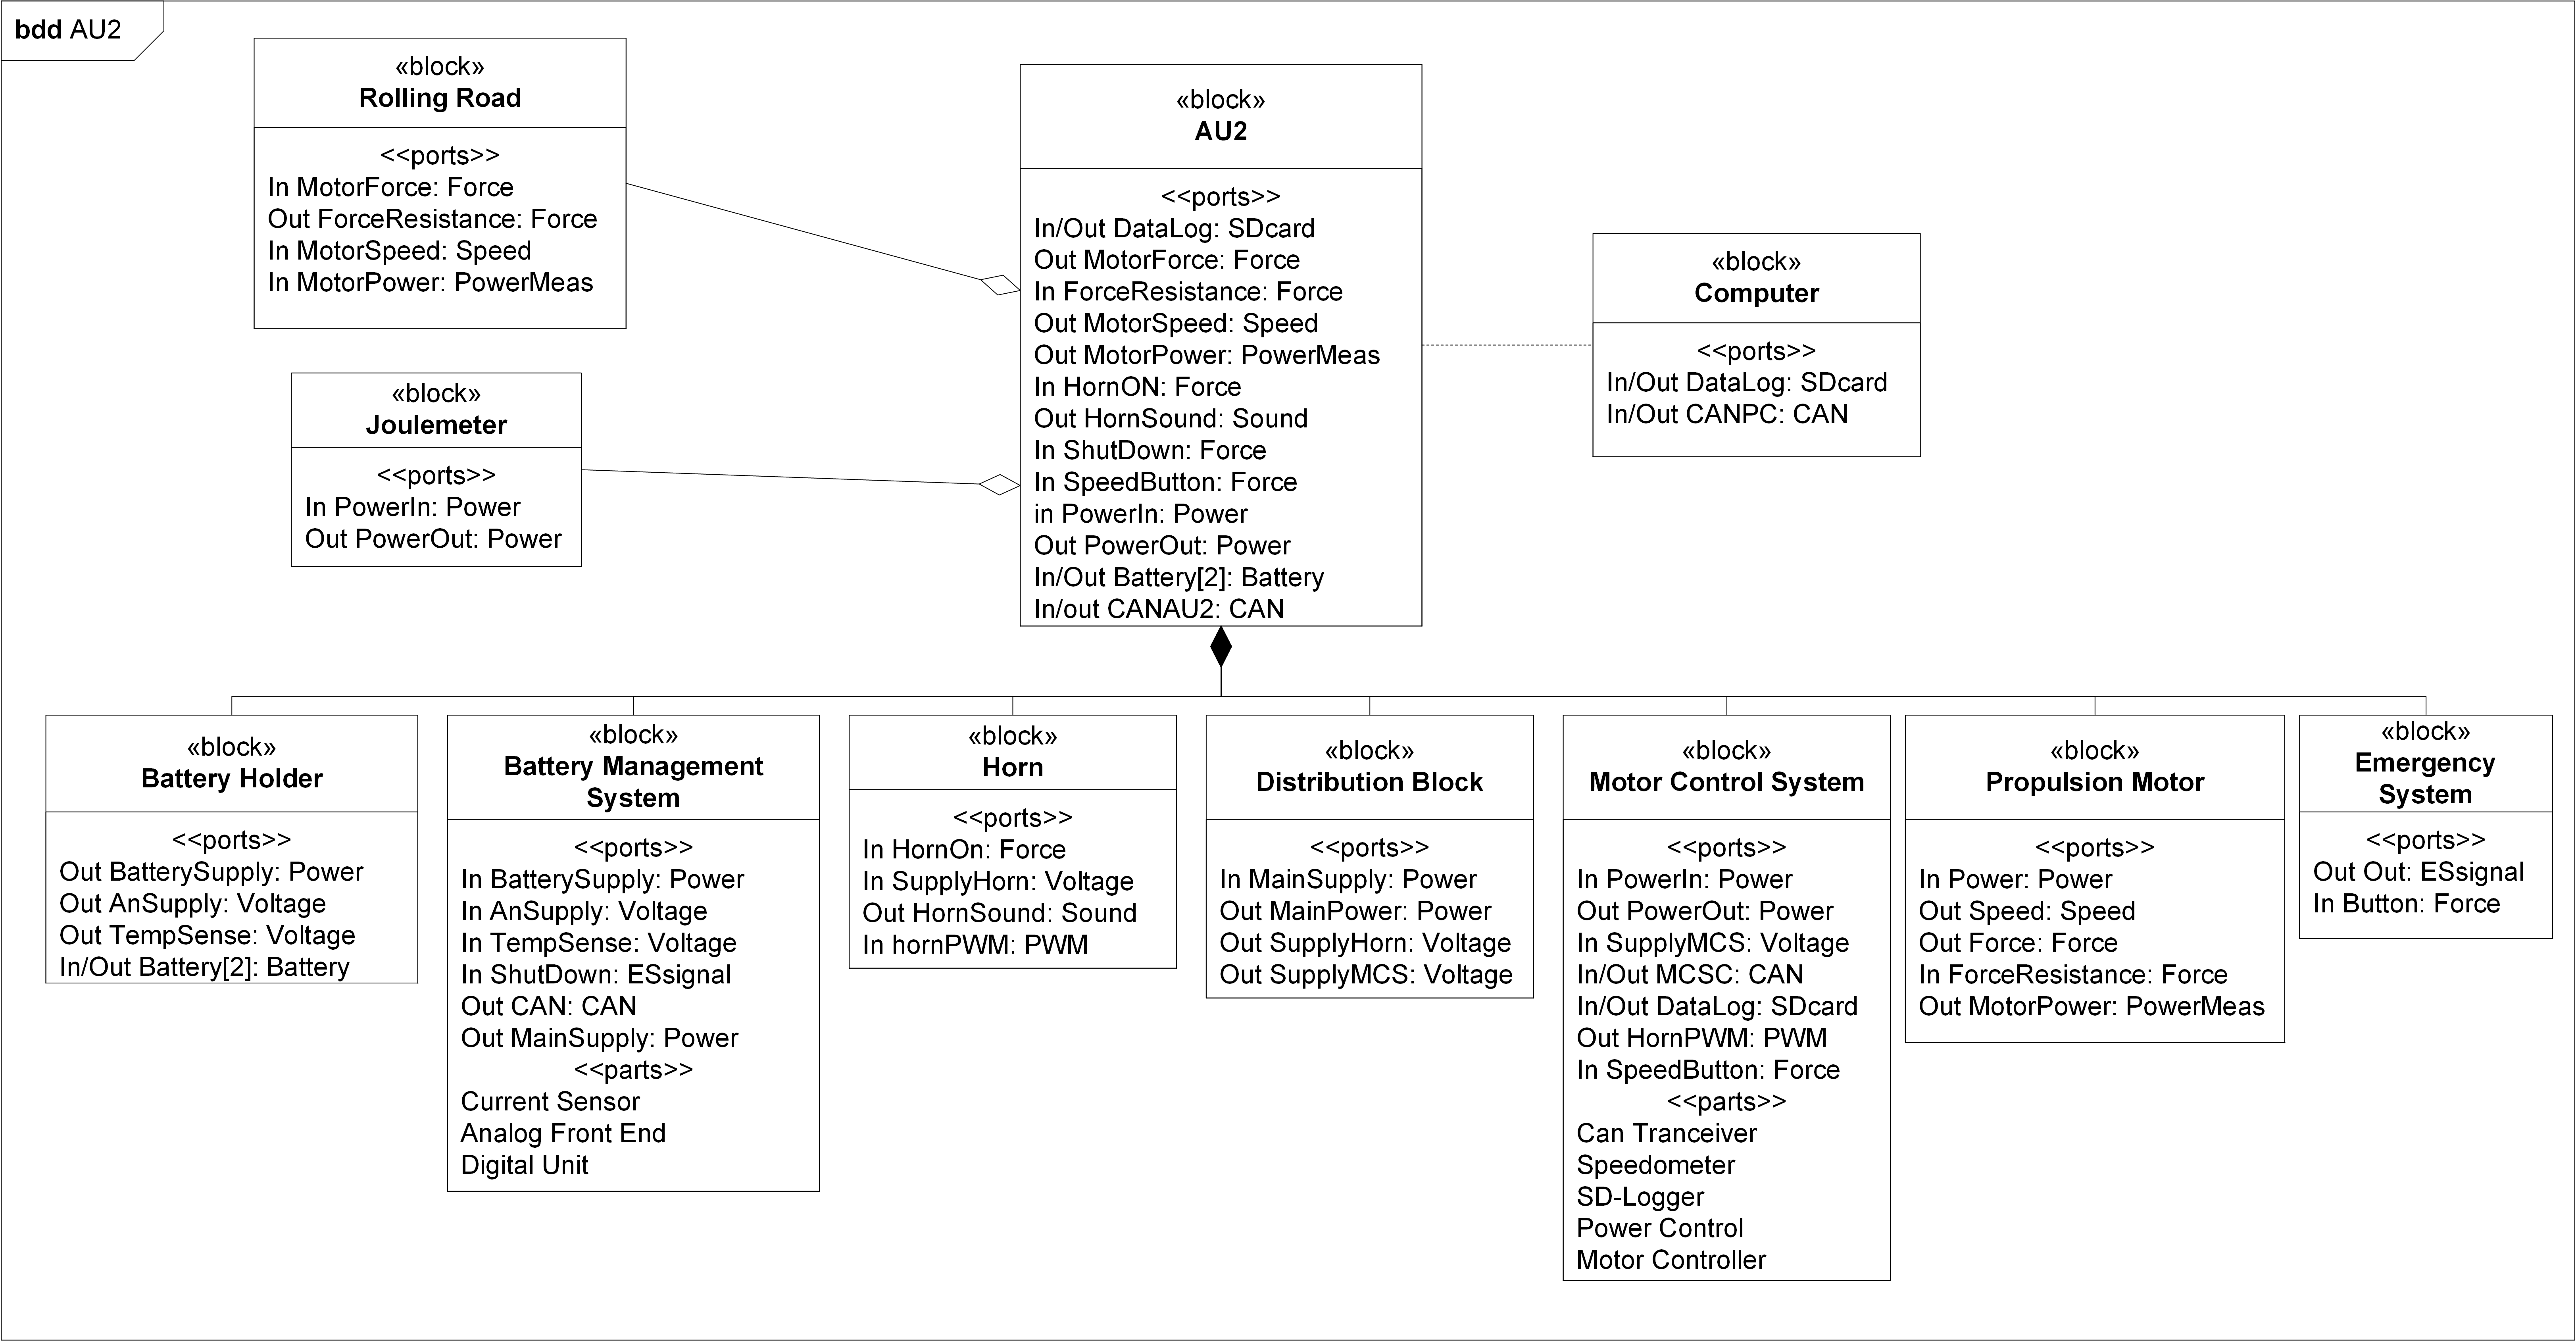 bdd AU2
«block»
Rolling Road
<<ports>>
In MotorForce: Force
Out ForceResistance: Force
In MotorSpeed: Speed
In MotorPower: PowerMeas
«block»
Joulemeter
<<ports>>
In PowerIn: Power
Out PowerOut: Power
«block»
AU2
<<ports>>
In/Out DataLog: SDcard
Out MotorForce: Force
In ForceResistance: Force
Out MotorSpeed: Speed
Out MotorPower: PowerMeas
In HornON: Force
Out HornSound: Sound
In ShutDown: Force
In SpeedButton: Force
in PowerIn: Power
Out PowerOut: Power
In/Out Battery[2]: Battery
In/out CANAU2: CAN
«block»
Computer
<<ports>>
In/Out DataLog: SDcard
In/Out CANPC: CAN
«block»
Battery Holder
<<ports>>
Out BatterySupply: Power
Out AnSupply: Voltage
Out TempSense: Voltage
In/Out Battery[2]: Battery
«block»
Battery Management
System
<<ports>>
In BatterySupply: Power
In AnSupply: Voltage
In TempSense: Voltage
In ShutDown: ESsignal
Out CAN: CAN
Out MainSupply: Power
<<parts>>
Current Sensor
Analog Front End
Digital Unit
«block»
Horn
<<ports>>
In HornOn: Force
In SupplyHorn: Voltage
Out HornSound: Sound
In hornPWM: PWM
«block»
Distribution Block
<<ports>>
In MainSupply: Power
Out MainPower: Power
Out SupplyHorn: Voltage
Out SupplyMCS: Voltage
«block»
Motor Control System
<<ports>>
In PowerIn: Power
Out PowerOut: Power
In SupplyMCS: Voltage
In/Out MCSC: CAN
In/Out DataLog: SDcard
Out HornPWM: PWM
In SpeedButton: Force
<<parts>>
Can Tranceiver
Speedometer
SD-Logger
Power Control
Motor Controller
«block»
Propulsion Motor
<<ports>>
In Power: Power
Out Speed: Speed
Out Force: Force
In ForceResistance: Force
Out MotorPower: PowerMeas
«block»
Emergency
System
<<ports>>
Out Out: ESsignal
In Button: Force